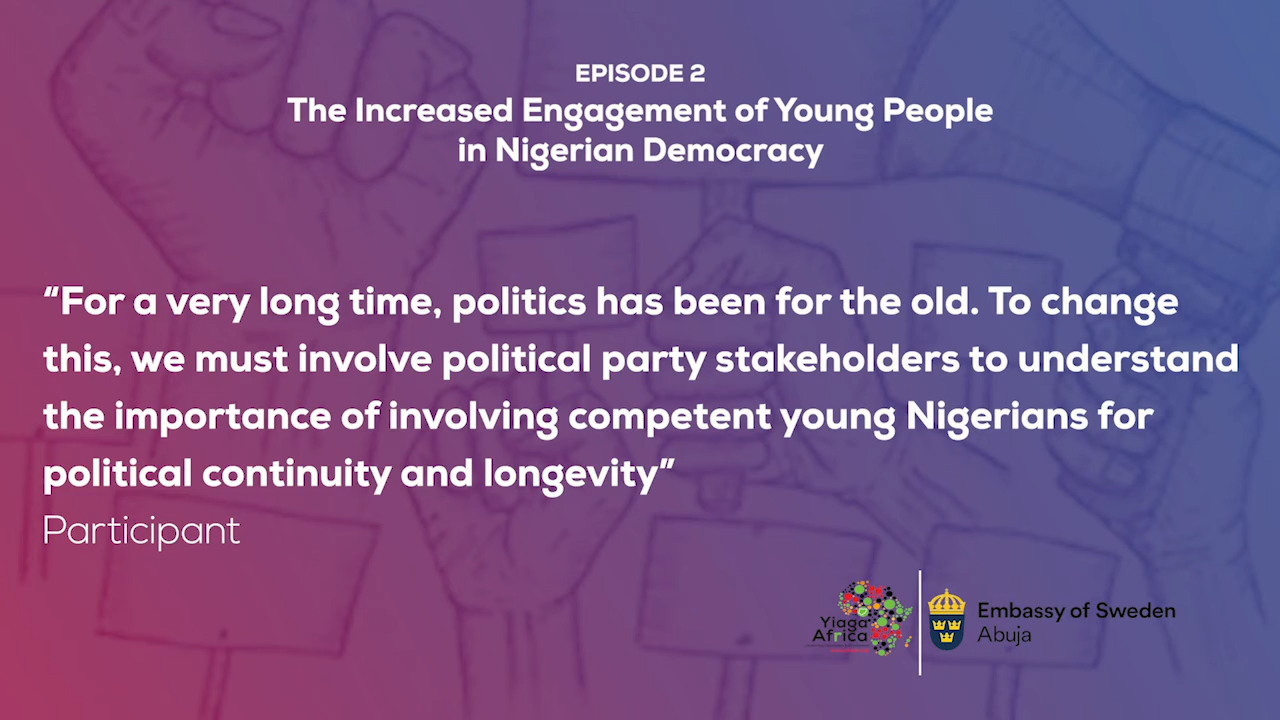 EPISODE 2
The Increased Engagement of Young People
in Nigerian Democracy
“For a very long time, politics has been for the old. To change
this, we must involve political party stakeholders to understand
the importance of involving competent young Nigerians for
political continuity and longevity”
Participant
Yiaga
Africa
Embassy of Sweden
Abuja